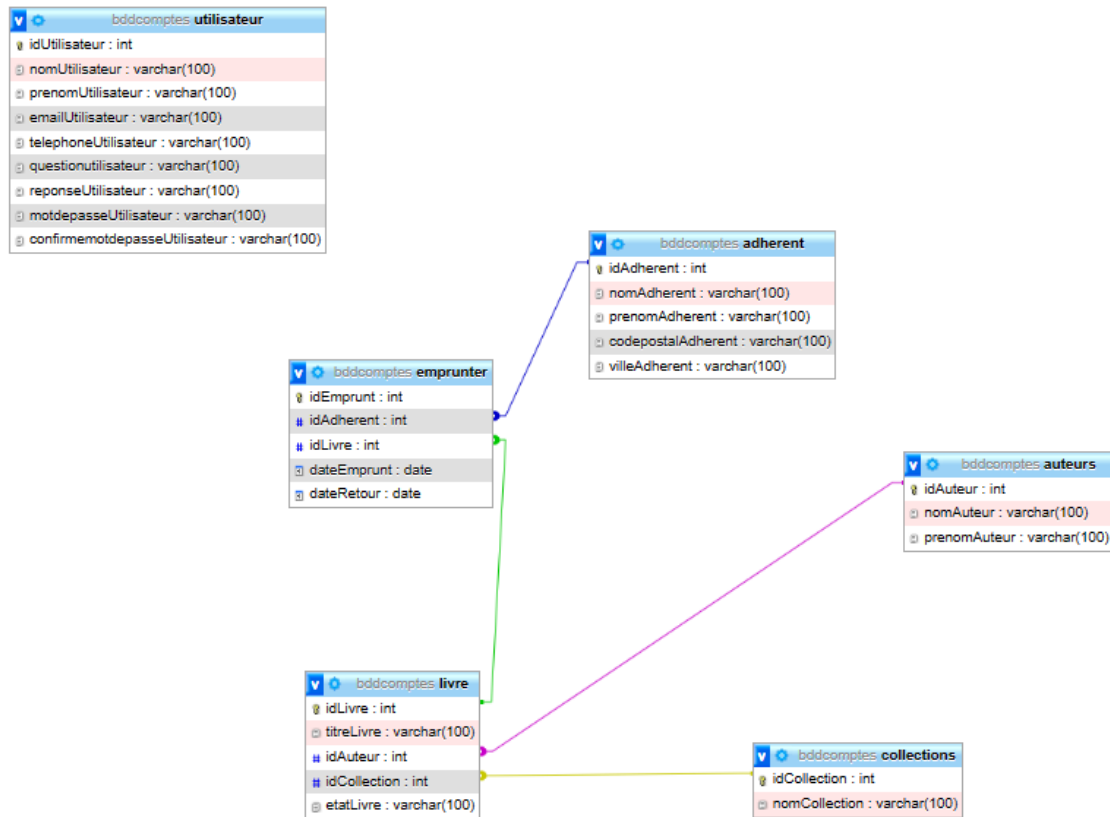 v bddcomptes utilisateur
idUtilisateur : int
nomUtilisateur : varchar(100)
prenomUtilisateur : varchar(100)
emailUtilisateur : varchar(100)
telephoneUtilisateur : varchar(100)
questionutilisateur : varchar(100)
reponseUtilisateur : varchar(100)
motdepasseUtilisateur : varchar(100)
confirmemotdepasseUtilisateur : varchar(100)
v bddcomptes adherent
idAdherent : int
nomAdherent : varchar(100)
prenomAdherent : varchar(100)
codepostalAdherent : varchar(100)
villeAdherent : varchar(100)
v bddcomptes emprunter
idEmprunt : int
# idAdherent : int
# idLivre : int
dateEmprunt : date
dateRetour : date
v bddcomptes auteurs
idAuteur : int
nomAuteur : varchar(100)
prenomAuteur : varchar(100)
v bddcomptes livre
idLivre : int
titreLivre : varchar(100)
# idAuteur : int
# idCollection : int
etatLivre : varchar(100)
v bddcomptes collections
idCollection : int
nomCollection : varchar(100)